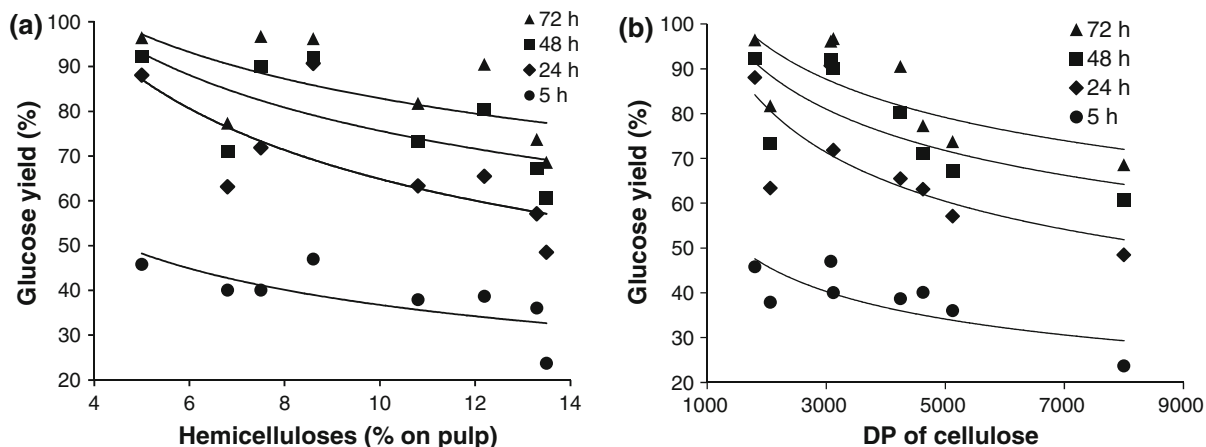 (a)
72 h
48 h
24 h
5 h
Glucose yield (%)
100
90
80
70
60
50
40
30
20
4 6 8 10 12 14
Hemicelluloses (% on pulp)
(b)
72 h
48 h
24 h
5 h
Glucose yield (%)
100
90
80
70
60
50
40
30
20
1000 3000 5000 7000 9000
DP of cellulose